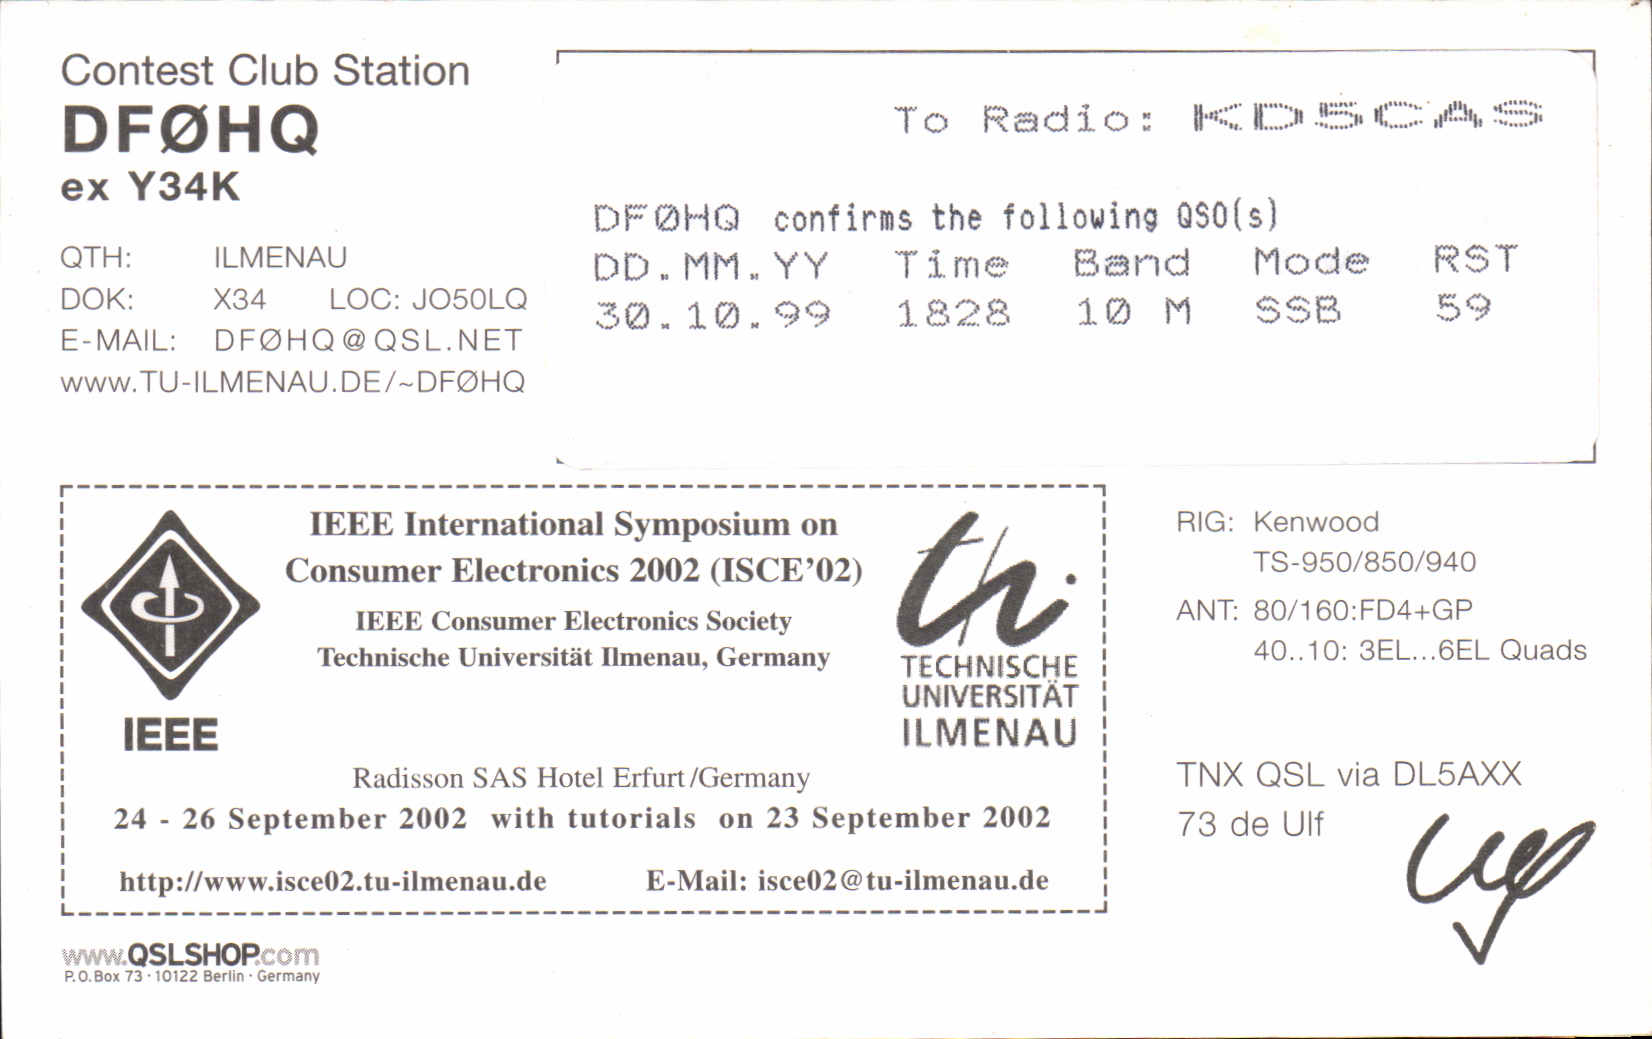 Contest Club Station
DFØHQ
ex Y34K
QTH: ILMENAU
DOK: X34 LOC: JO50LQ
E-MAIL: DFØHQ@QSL.NET
www.TU-ILMENAU.DE/~DFØHQ
To Radio: KD5CAS
DFØHQ confirms the following QSO(s)
DD.MM.YY Time Band Mode RST
30.10.99 1828 10 M SSB 59
IEEE International Symposium on
Consumer Electronics 2002 (ISCE'02)
IEEE Consumer Electronics Society
Technische Universität Ilmenau, Germany
IEEE
th
TECHNISCHE
UNIVERSITÄT
ILMENAU
Radisson SAS Hotel Erfurt/Germany
24 - 26 September 2002 with tutorials on 23 September 2002
http://www.isce02.tu-ilmenau.de E-Mail: isce02@tu-ilmenau.de
RIG: Kenwood
TS-950/850/940
ANT: 80/160:FD4+GP
40..10: 3EL...6EL Quads
TNX QSL via DL5AXX
73 de Ulf
Ulf
www.QSLSHOP.com
P.O.Box 73 · 10122 Berlin · Germany